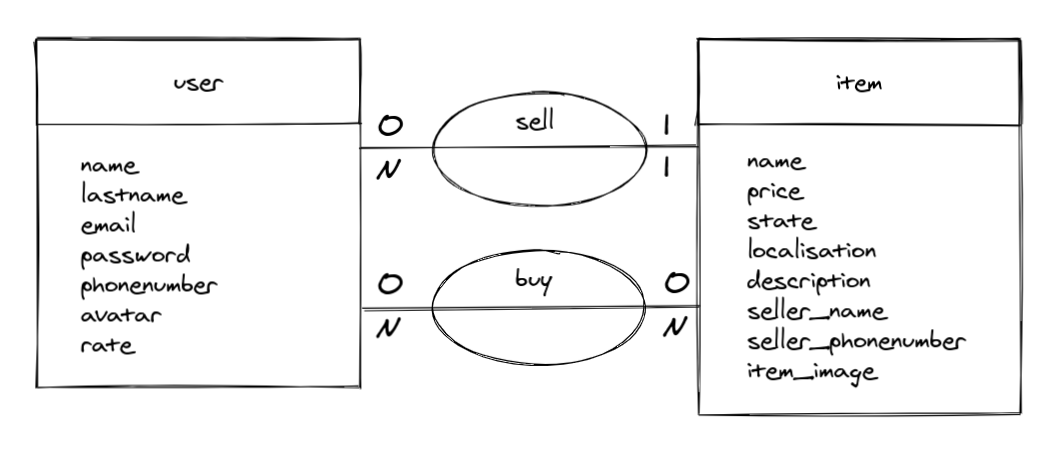 user
name
lastname
email
password
phonenumber
avatar
rate
O
N
sell
1
1
O
N
buy
O
N
item
name
price
state
localisation
description
seller_name
seller_phonenumber
item_image